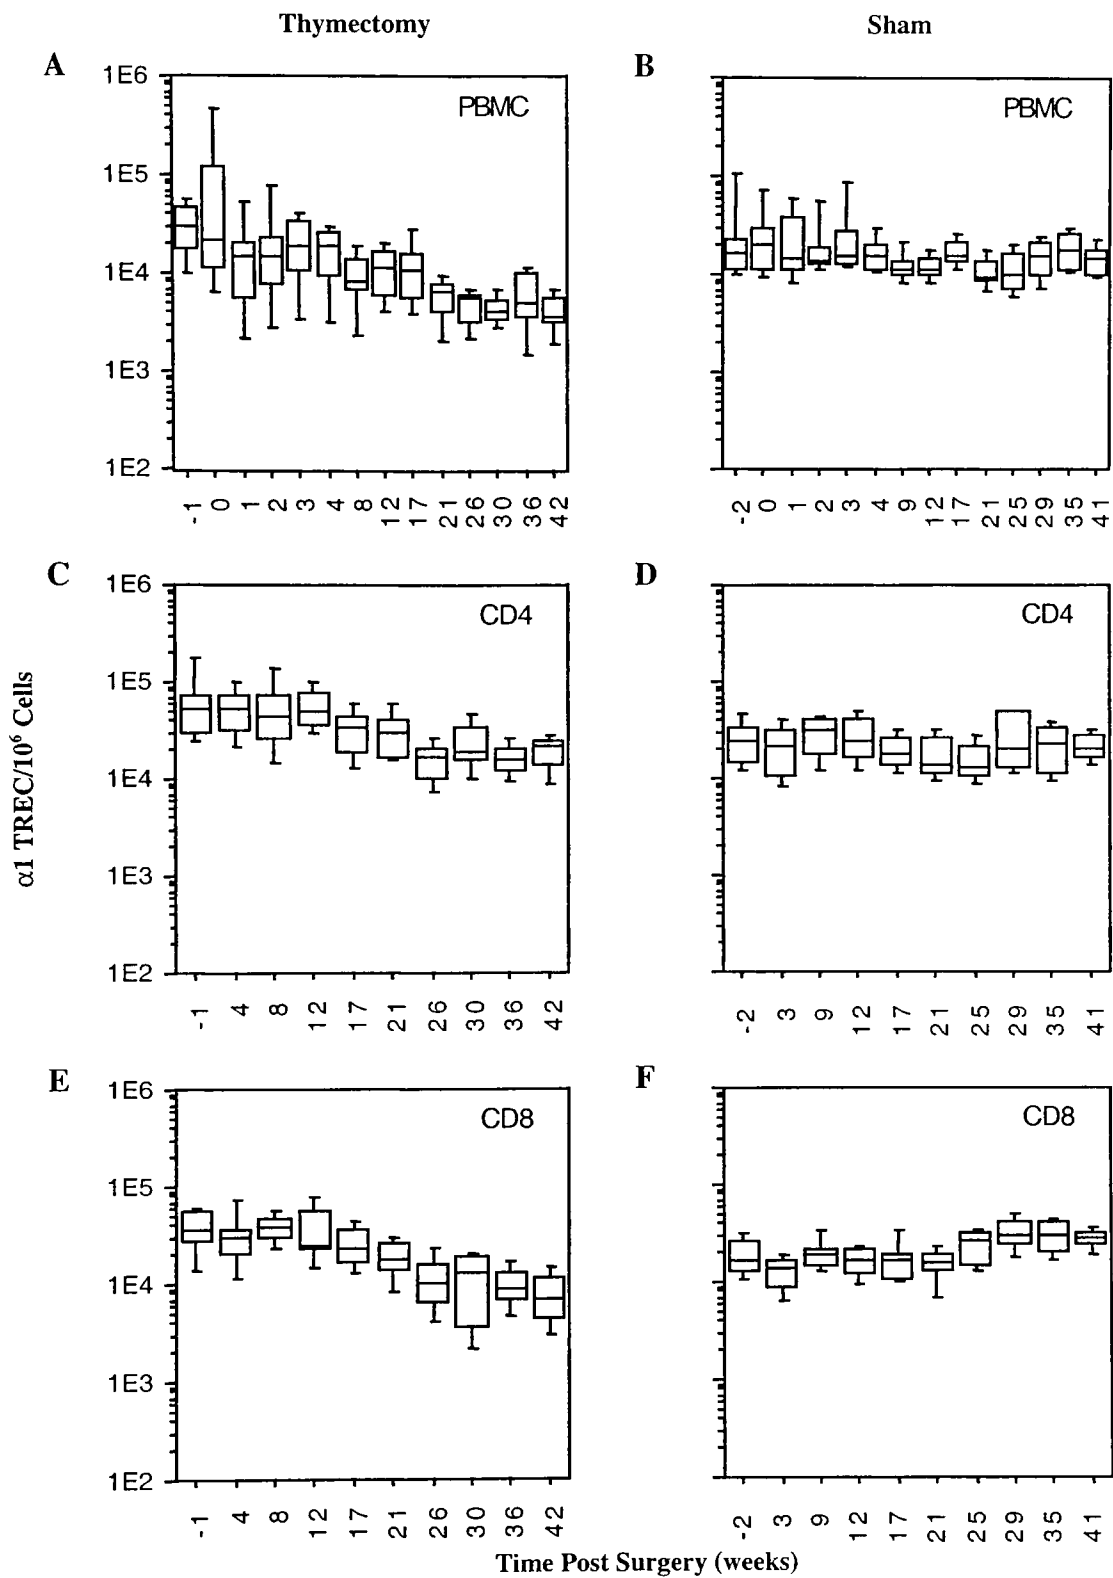 Thymectomy
Sham
A
B
1E6
1E5
1E4
1E3
1E2
PBMC
PBMC
-1 0 1 2 3 4 8 12 17 21 26 30 36 42
-2 0 1 2 3 4 9 12 17 21 25 29 35 41
C
D
1E6
1E5
1E4
1E3
1E2
CD4
CD4
α1 TREC/10⁶ Cells
-1 4 8 12 17 21 26 30 36 42
-2 3 9 12 17 21 25 29 35 41
E
F
1E6
1E5
1E4
1E3
1E2
CD8
CD8
-1 4 8 12 17 21 26 30 36 42
-2 3 9 12 17 21 25 29 35 41
Time Post Surgery (weeks)